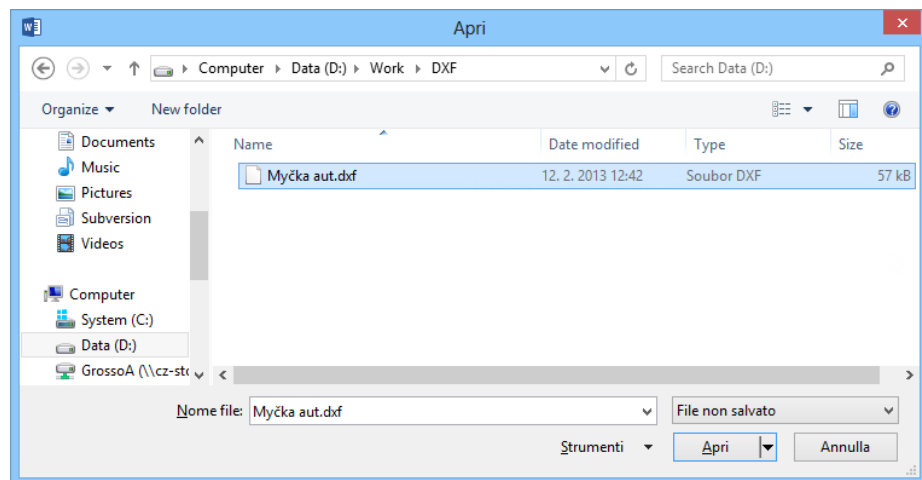 Apri
Computer Data (D:) Work DXF
Search Data (D:)
Organize New folder
Name Date modified Type Size
Myčka aut.dxf 12. 2. 2013 12:42 Soubor DXF 57 kB
Documents
Music
Pictures
Subversion
Videos
Computer
System (C:)
Data (D:)
GrossoA (\\cz-sto
Nome file: Myčka aut.dxf File non salvato
Strumenti Apri Annulla